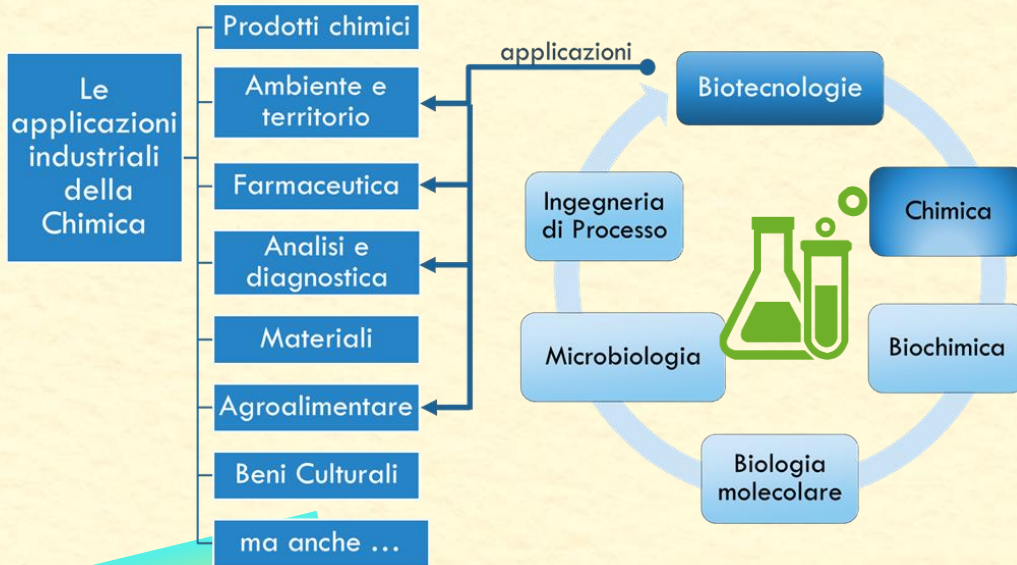 Le
applicazioni
industriali
della
Chimica
Prodotti chimici
Ambiente e
territorio
Farmaceutica
Analisi e
diagnostica
Materiali
Agroalimentare
Beni Culturali
ma anche ...
applicazioni
Biotecnologie
Chimica
Biochimica
Biologia
molecolare
Microbiologia
Ingegneria
di Processo